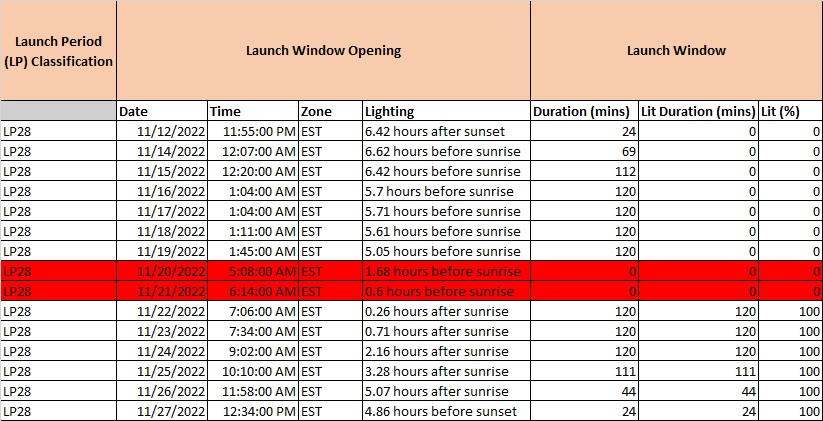 Launch Period (LP) Classification Launch Window Opening Launch Window
Date Time Zone Lighting Duration (mins) Lit Duration (mins) Lit (%)
LP28 11/12/2022 11:55:00 PM EST 6.42 hours after sunset 24 0 0
LP28 11/14/2022 12:07:00 AM EST 6.62 hours before sunrise 69 0 0
LP28 11/15/2022 12:20:00 AM EST 6.42 hours before sunrise 112 0 0
LP28 11/16/2022 1:04:00 AM EST 5.7 hours before sunrise 120 0 0
LP28 11/17/2022 1:04:00 AM EST 5.71 hours before sunrise 120 0 0
LP28 11/18/2022 1:11:00 AM EST 5.61 hours before sunrise 120 0 0
LP28 11/19/2022 1:45:00 AM EST 5.05 hours before sunrise 120 0 0
LP28 11/20/2022 5:08:00 AM EST 1.68 hours before sunrise 0 0 0
LP28 11/21/2022 6:14:00 AM EST 0.6 hours before sunrise 0 0 0
LP28 11/22/2022 7:06:00 AM EST 0.26 hours after sunrise 120 120 100
LP28 11/23/2022 7:34:00 AM EST 0.71 hours after sunrise 120 120 100
LP28 11/24/2022 9:02:00 AM EST 2.16 hours after sunrise 120 120 100
LP28 11/25/2022 10:10:00 AM EST 3.28 hours after sunrise 111 111 100
LP28 11/26/2022 11:58:00 AM EST 5.07 hours after sunrise 44 44 100
LP28 11/27/2022 12:34:00 PM EST 4.86 hours before sunset 24 24 100